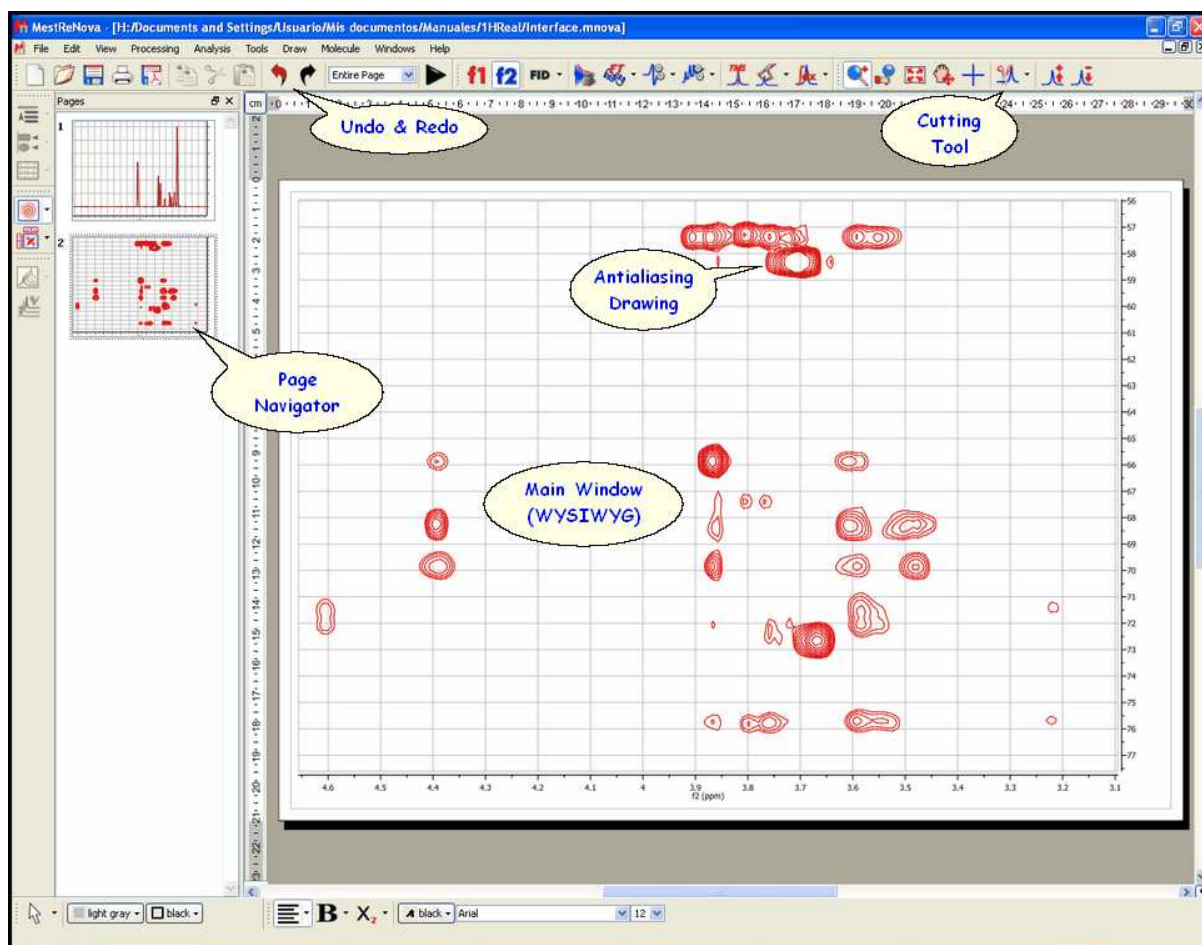 MestReNova - [H:/Documents and Settings/Usuario/Mis documentos/Manuales/1HReal/Interface.mnova]
File Edit View Processing Analysis Tools Draw Molecule Windows Help
Entire Page f1 f2 FID
Pages
cm
Undo & Redo
Cutting
Tool
1
2
Antialiasing
Drawing
Page
Navigator
Main Window
(WYSIWYG)
56
57
58
59
60
61
62
63
64
65
66
67
68
69
70
71
72
73
74
75
76
77
4.6 4.5 4.4 4.3 4.2 4.1 4 3.9 3.8 3.7 3.6 3.5 3.4 3.3 3.2 3.1
f2 (ppm)
light gray black B X2 A black Arial 12